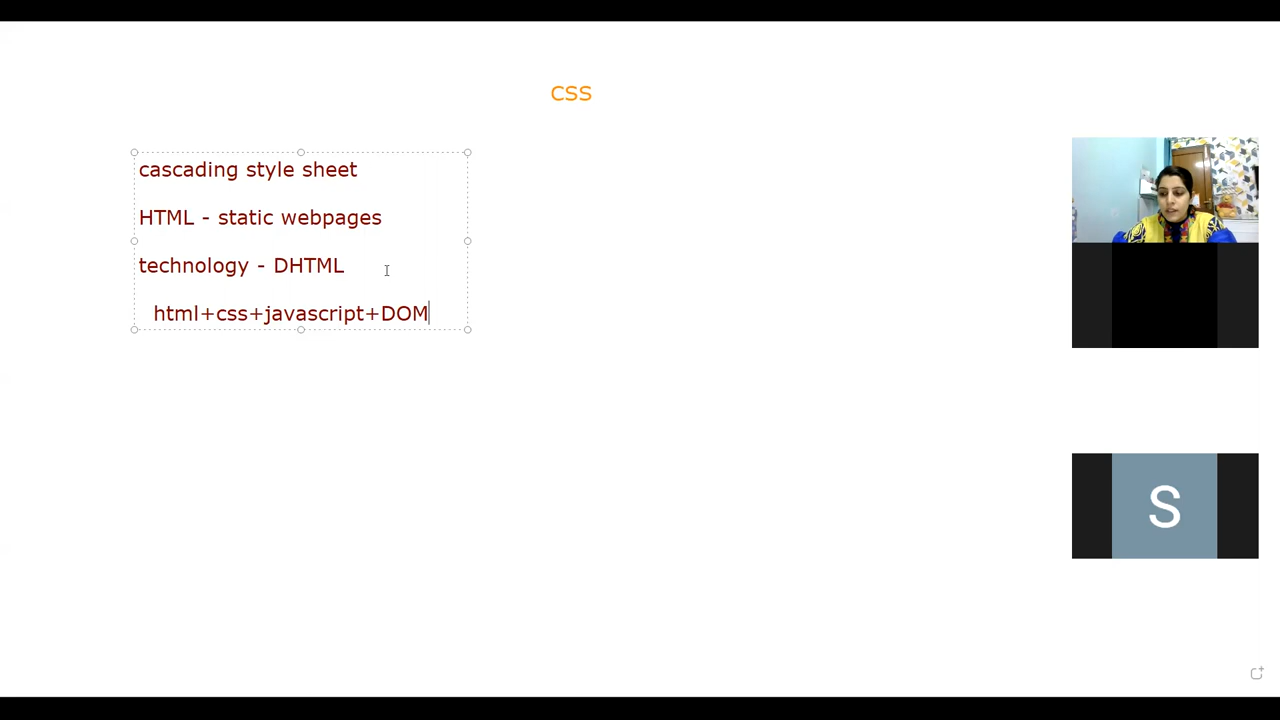 CSS
cascading style sheet
HTML - static webpages
technology - DHTML
html+css+javascript+DOM
S